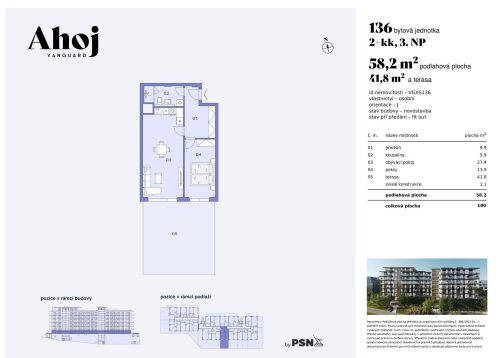 Ahoj
VANGUARD
S
136 bytová jednotka
2+kk, 3. NP
58,2 m² podlahová plocha
41,8 m² a terasa
id nemovitosti – VGXS136
vlastnictví – osobní
orientace – J
stav budovy – novostavba
stav při předání – fit out
č. m. název místnosti plocha m²
01 předsíň 9.9
02 koupelna 5.9
03 obývací pokoj 27.4
04 pokoj 13.9
05 terasa 41.8
svislé konstrukce 1.1
podlahová plocha 58.2
celková plocha 100
02
01
03
04
05
pozice v rámci budovy
pozice v rámci podlaží
by PSN